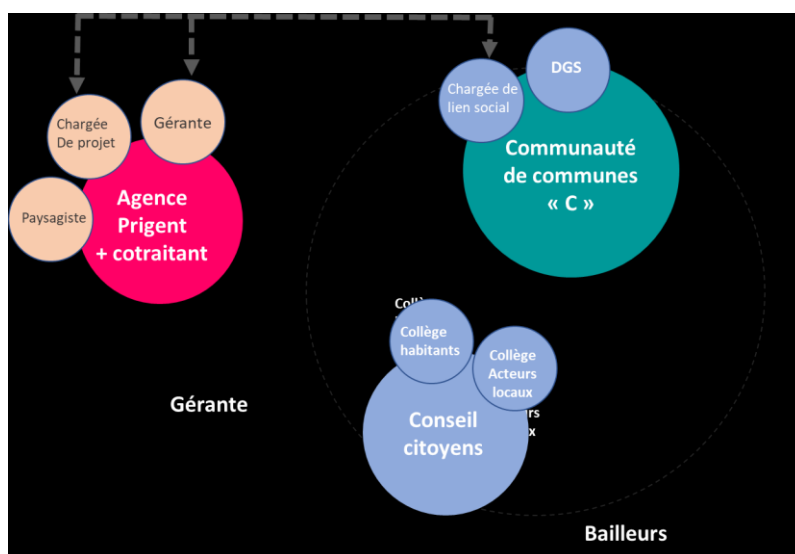 DGS
Chargée de
lien social
Chargée
De projet
Gérante
Communauté
de communes
« C »
Agence
Prigent
+ cotraitant
Paysagiste
Collège
habitants
Collège
Acteurs
locaux
Gérante
Conseil
citoyens
Bailleurs